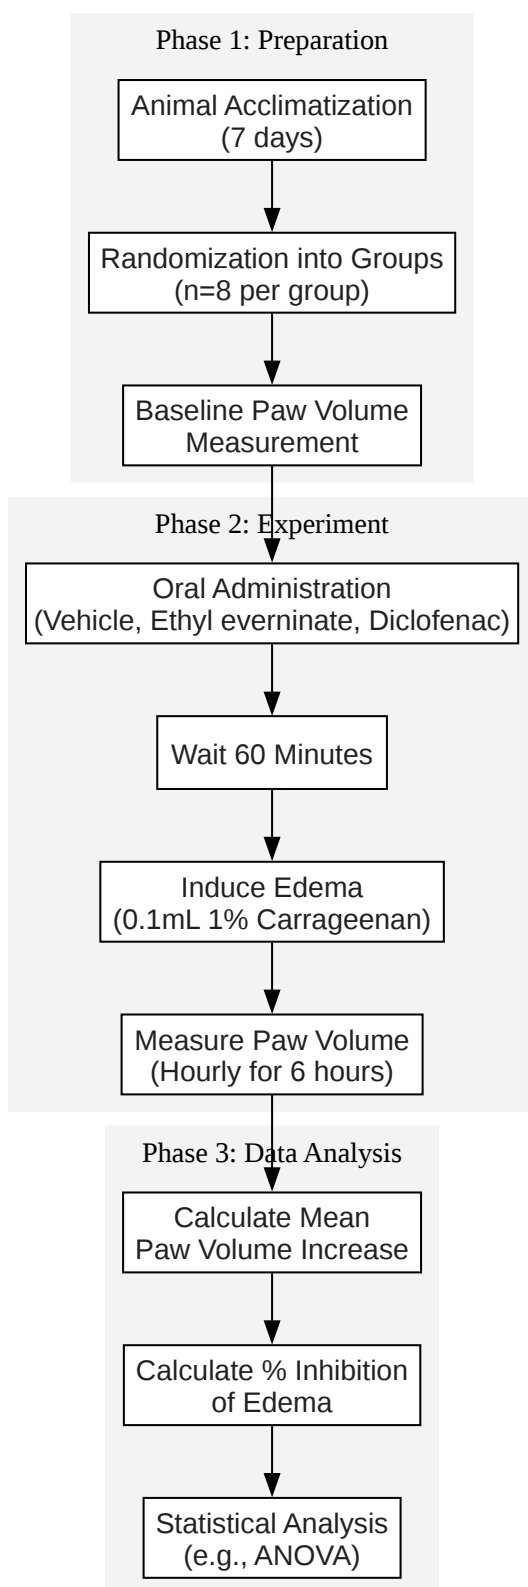 Phase 1: Preparation
Animal Acclimatization
(7 days)
Randomization into Groups
(n=8 per group)
Baseline Paw Volume
Measurement
Phase 2: Experiment
Oral Administration
(Vehicle, Ethyl everninate, Diclofenac)
Wait 60 Minutes
Induce Edema
(0.1mL 1% Carrageenan)
Measure Paw Volume
(Hourly for 6 hours)
Phase 3: Data Analysis
Calculate Mean
Paw Volume Increase
Calculate % Inhibition
of Edema
Statistical Analysis
(e.g., ANOVA)